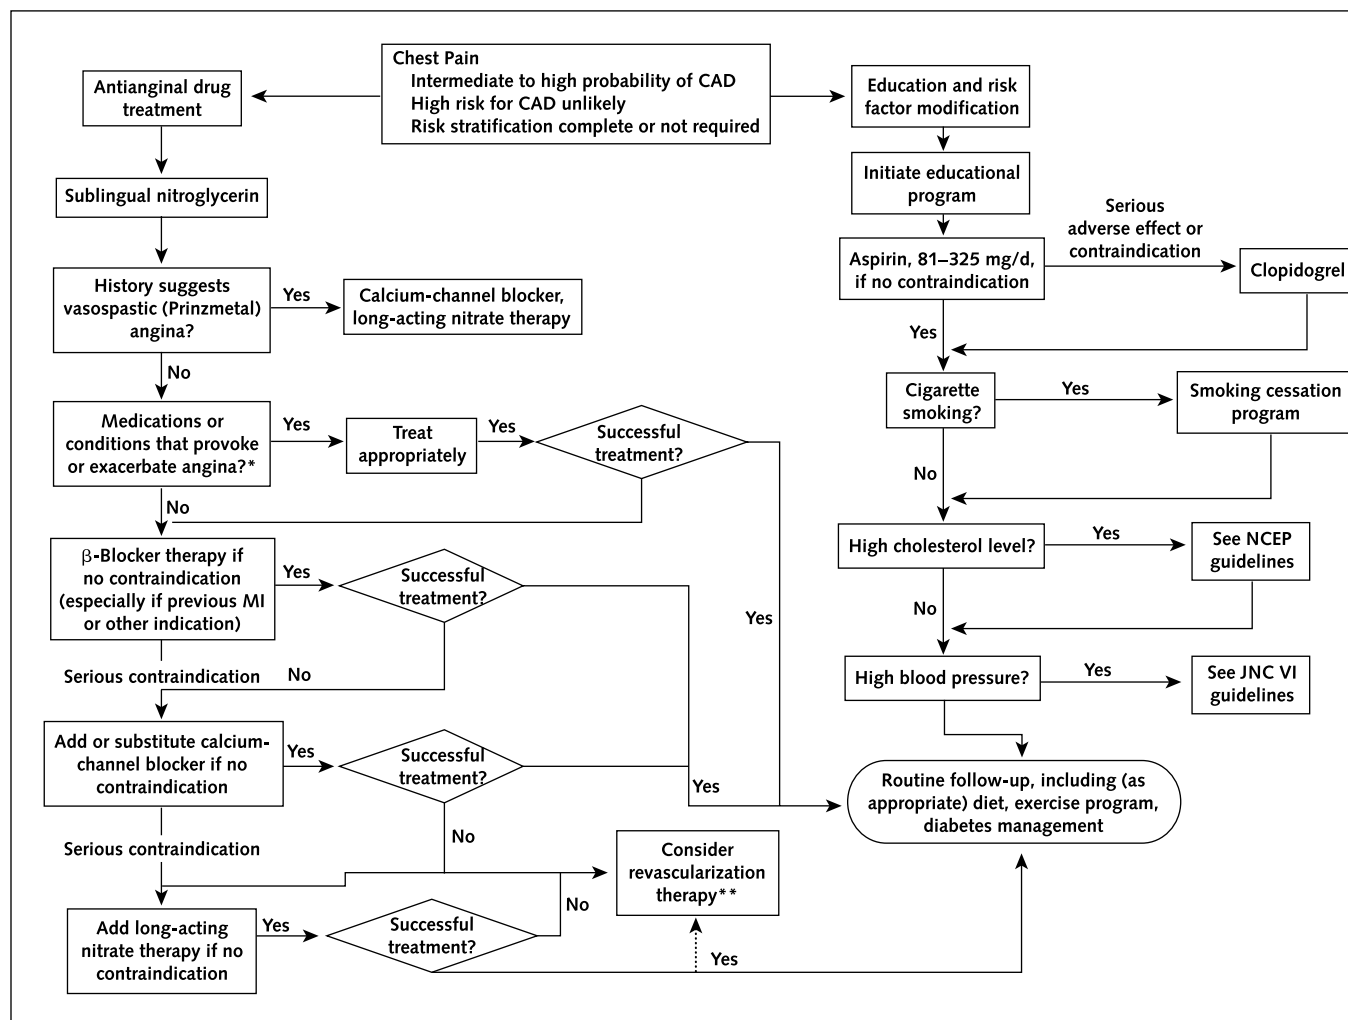 Chest Pain
Intermediate to high probability of CAD
High risk for CAD unlikely
Risk stratification complete or not required
Antianginal drug
treatment
Sublingual nitroglycerin
History suggests
vasospastic (Prinzmetal)
angina?
Yes
Calcium-channel blocker,
long-acting nitrate therapy
No
Medications or
conditions that provoke
or exacerbate angina?*
Yes
Treat
appropriately
Yes
Successful
treatment?
No
Yes
β-Blocker therapy if
no contraindication
(especially if previous MI
or other indication)
Yes
Successful
treatment?
Serious contraindication
No
Add or substitute calcium-
channel blocker if no
contraindication
Yes
Successful
treatment?
Yes
Serious contraindication
No
Consider
revascularization
therapy**
Add long-acting
nitrate therapy if no
contraindication
Yes
Successful
treatment?
No
Yes
Education and risk
factor modification
Initiate educational
program
Aspirin, 81–325 mg/d,
if no contraindication
Serious
adverse effect or
contraindication
Clopidogrel
Yes
Cigarette
smoking?
Yes
Smoking cessation
program
No
High cholesterol level?
Yes
See NCEP
guidelines
No
High blood pressure?
Yes
See JNC VI
guidelines
Routine follow-up, including (as
appropriate) diet, exercise program,
diabetes management